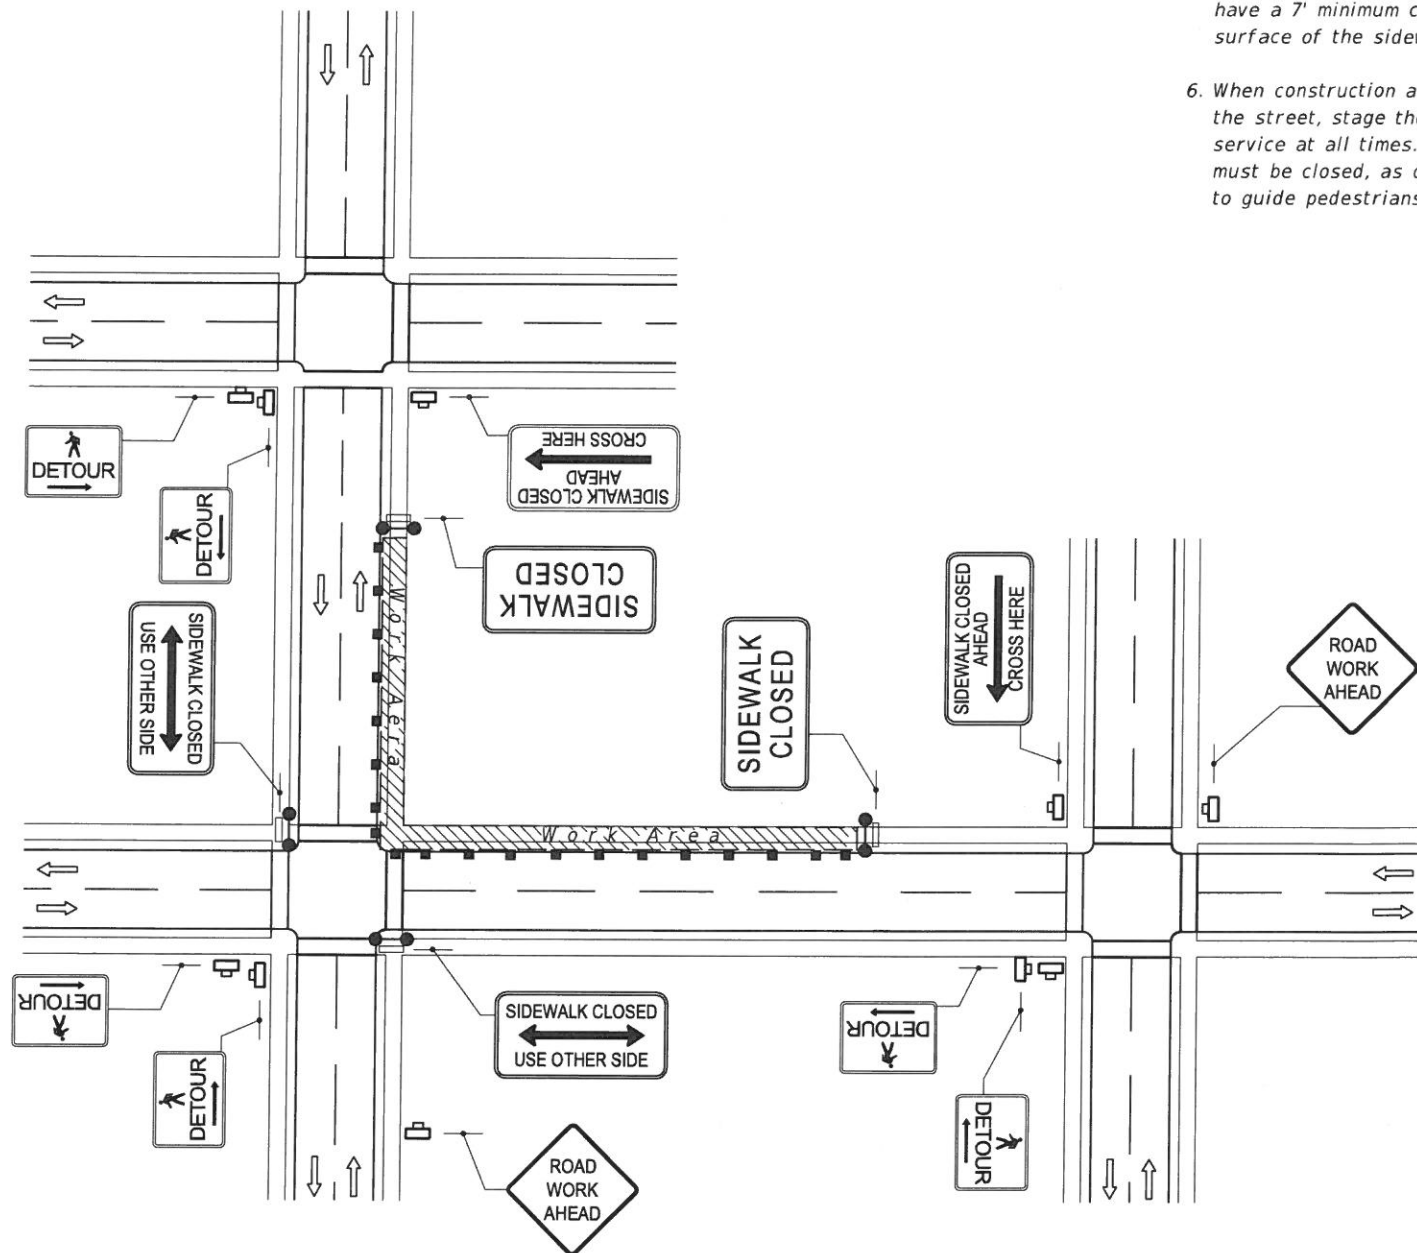 have a 7' minimum c
surface of the sidew
6. When construction a
the street, stage the
service at all times.
must be closed, as d
to guide pedestrians
DETOUR
SIDEWALK CLOSED
AHEAD
CROSS HERE
DETOUR
SIDEWALK
CLOSED
Work Aera
SIDEWALK CLOSED
USE OTHER SIDE
SIDEWALK
CLOSED
SIDEWALK CLOSED
AHEAD
CROSS HERE
ROAD
WORK
AHEAD
Work Area
DETOUR
DETOUR
SIDEWALK CLOSED
USE OTHER SIDE
DETOUR
DETOUR
ROAD
WORK
AHEAD